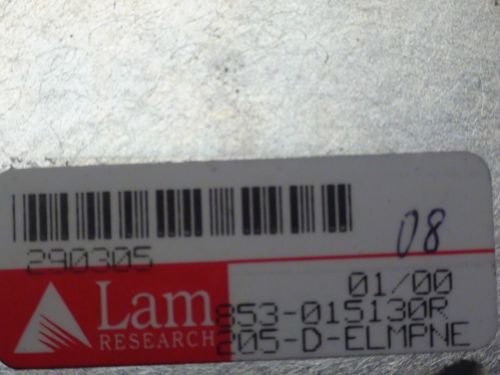 290305
08
01/00
Lam
RESEARCH
853-015130R
205-D-ELMPNE